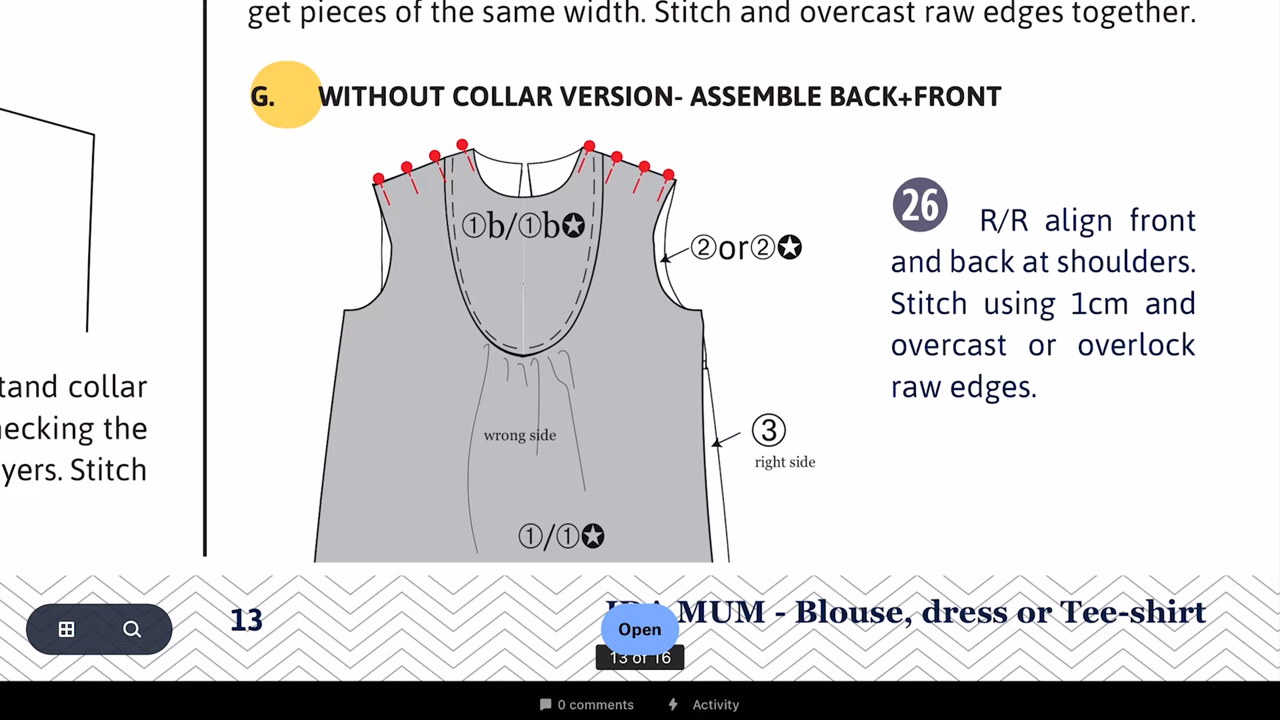 get pieces of the same width. Stitch and overcast raw edges together.
G. WITHOUT COLLAR VERSION- ASSEMBLE BACK+FRONT
①b/①b✪
②or②✪
26 R/R align front
and back at shoulders.
Stitch using 1cm and
overcast or overlock
raw edges.
tand collar
ecking the
yers. Stitch
wrong side
③
right side
①/①✪
13
MUM - Blouse, dress or Tee-shirt
Open
13 of 16
0 comments
Activity